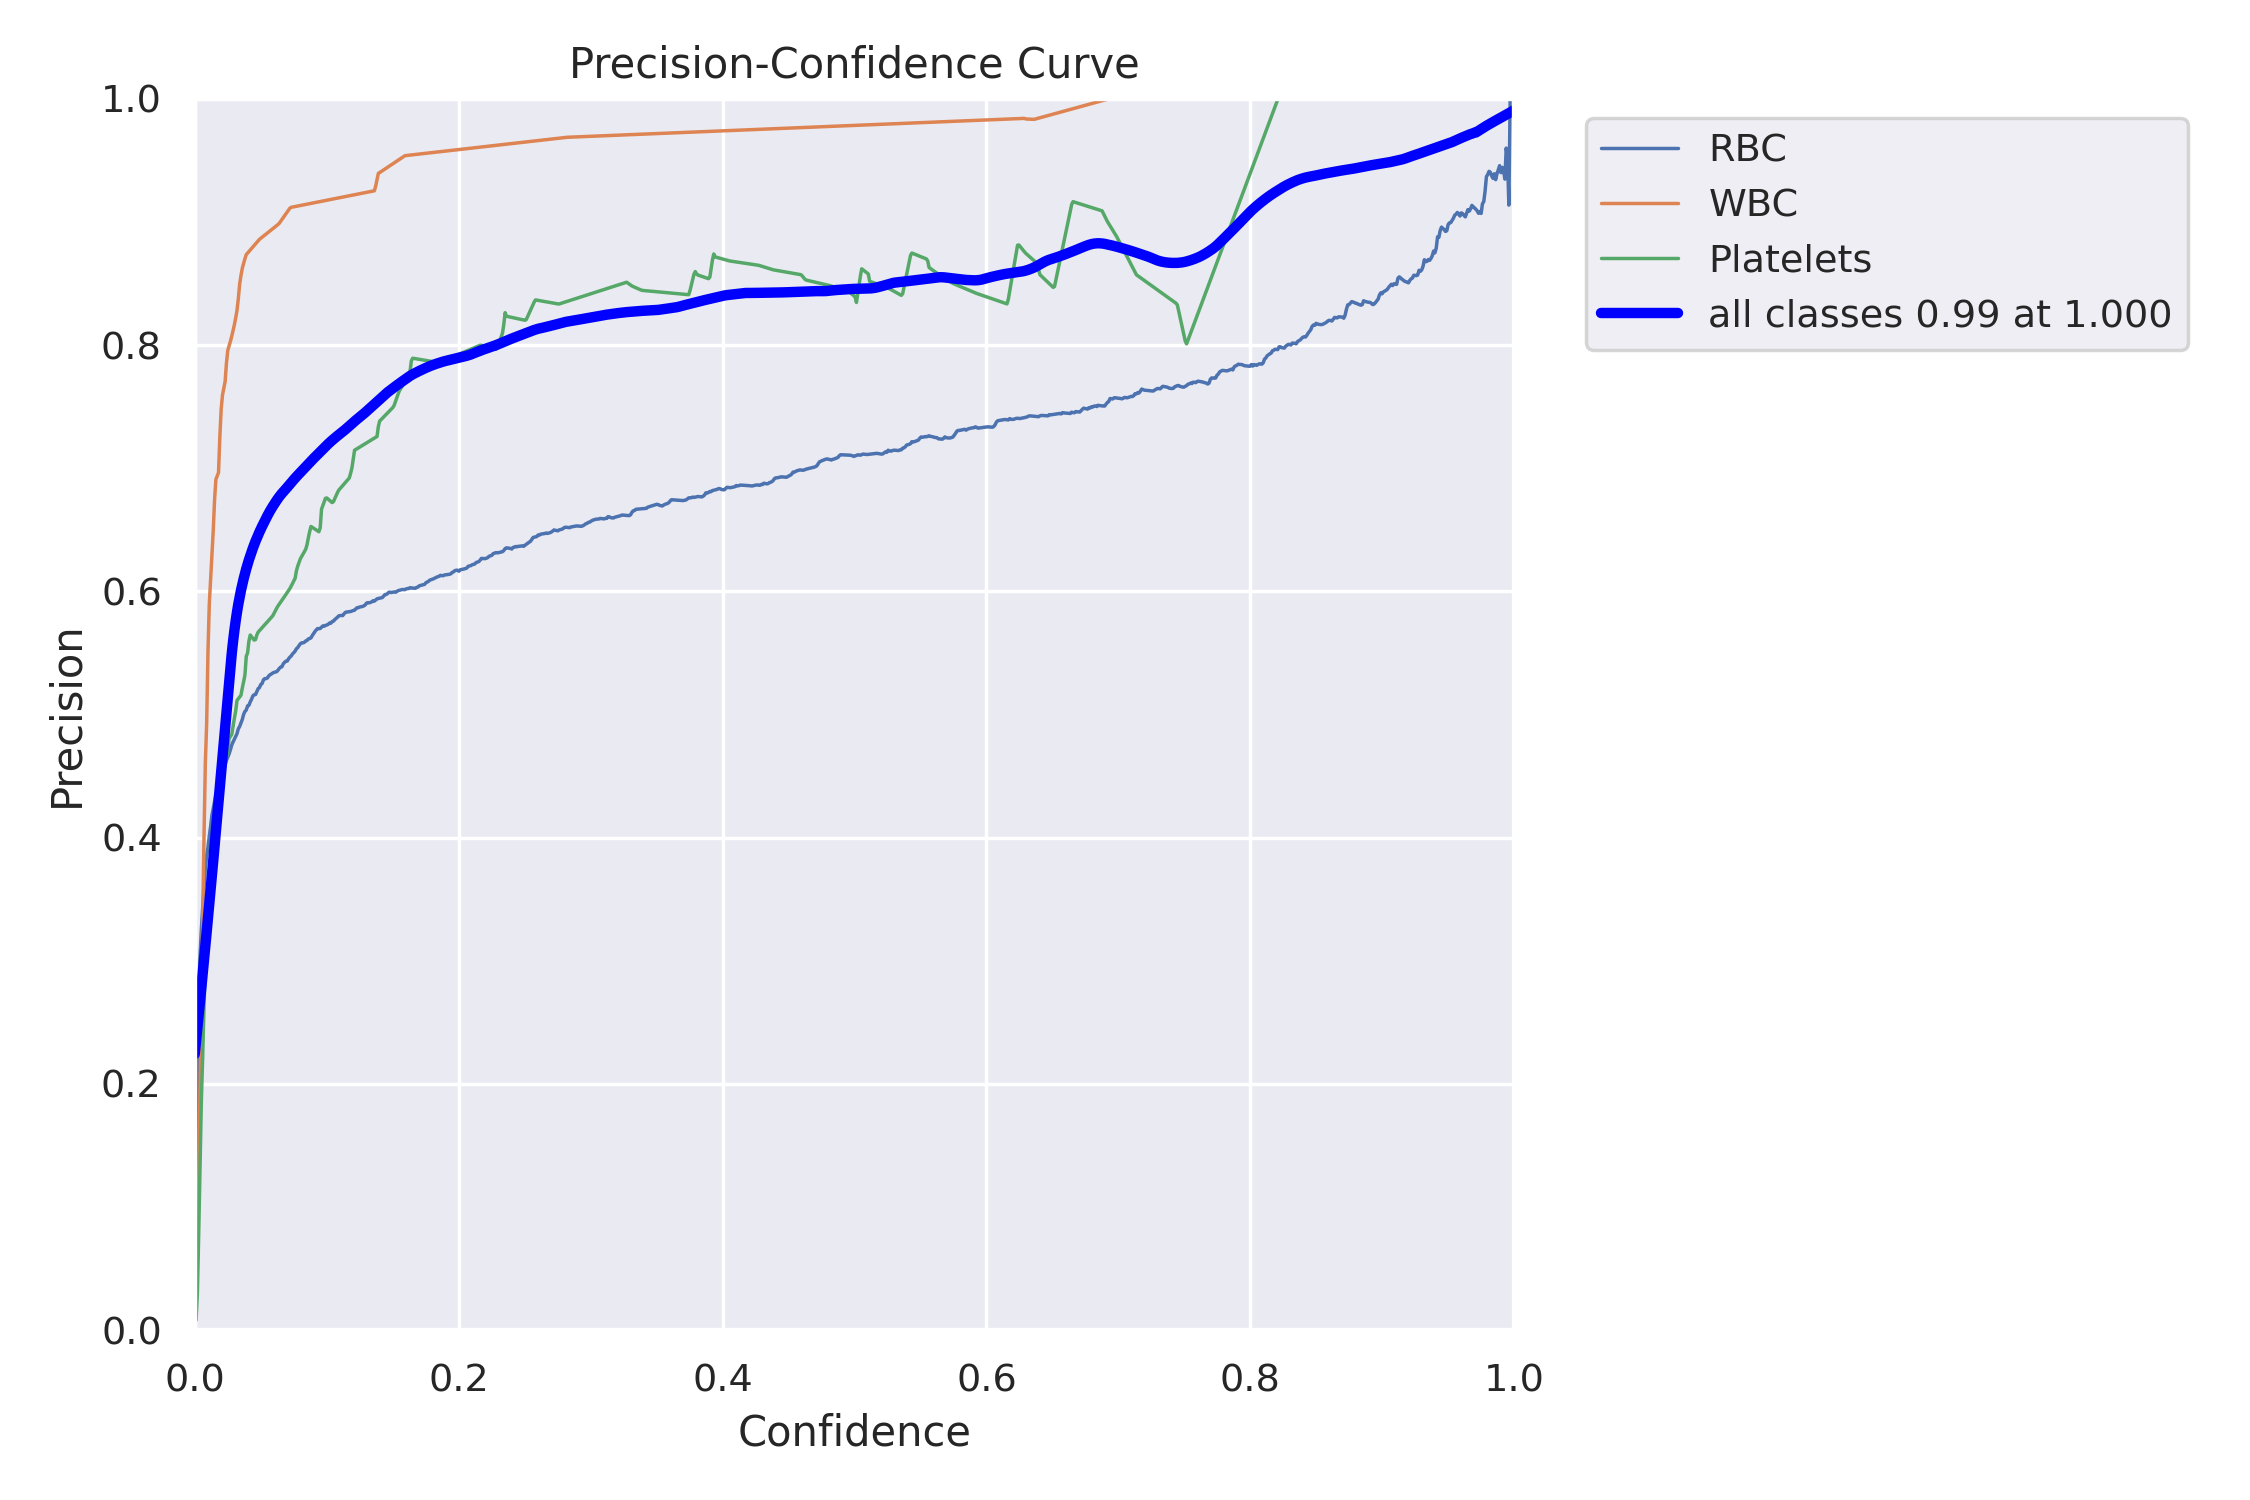 Precision-Confidence Curve
1.0
0.8
0.6
0.4
0.2
0.0
Precision
0.0 0.2 0.4 0.6 0.8 1.0
Confidence
RBC
WBC
Platelets
all classes 0.99 at 1.000